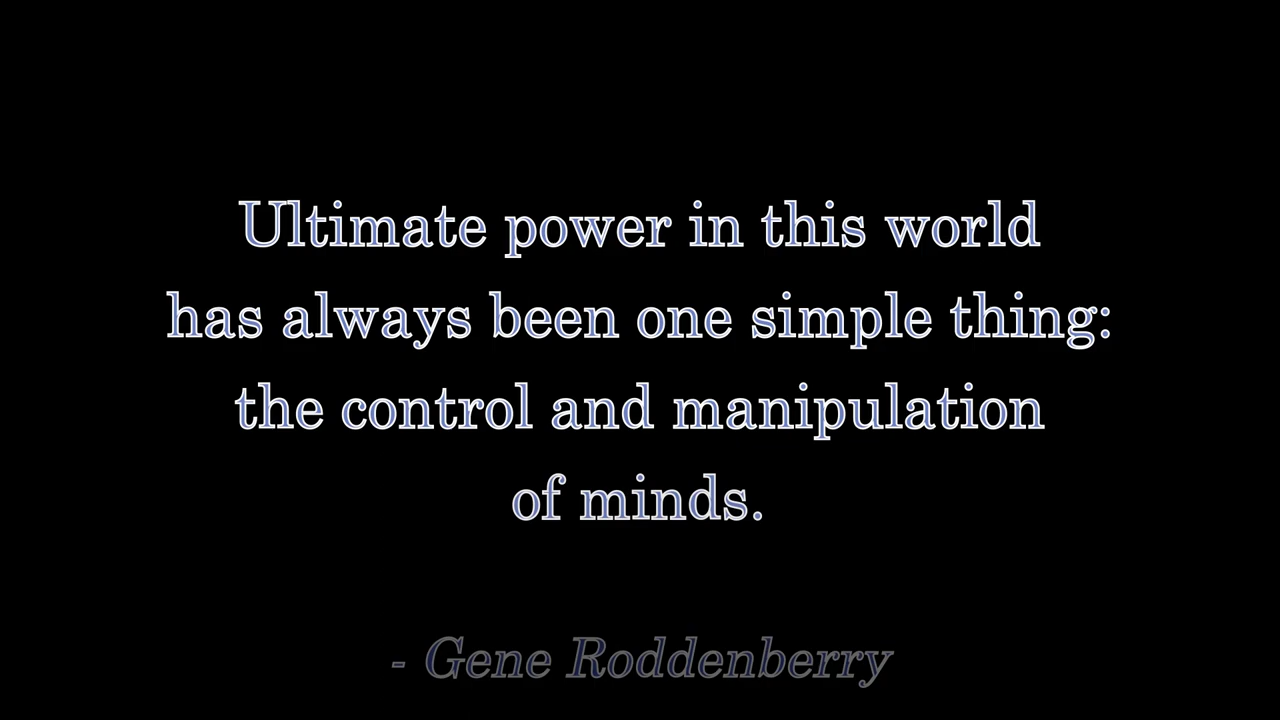 Ultimate power in this world
has always been one simple thing:
the control and manipulation
of minds.
- Gene Roddenberry